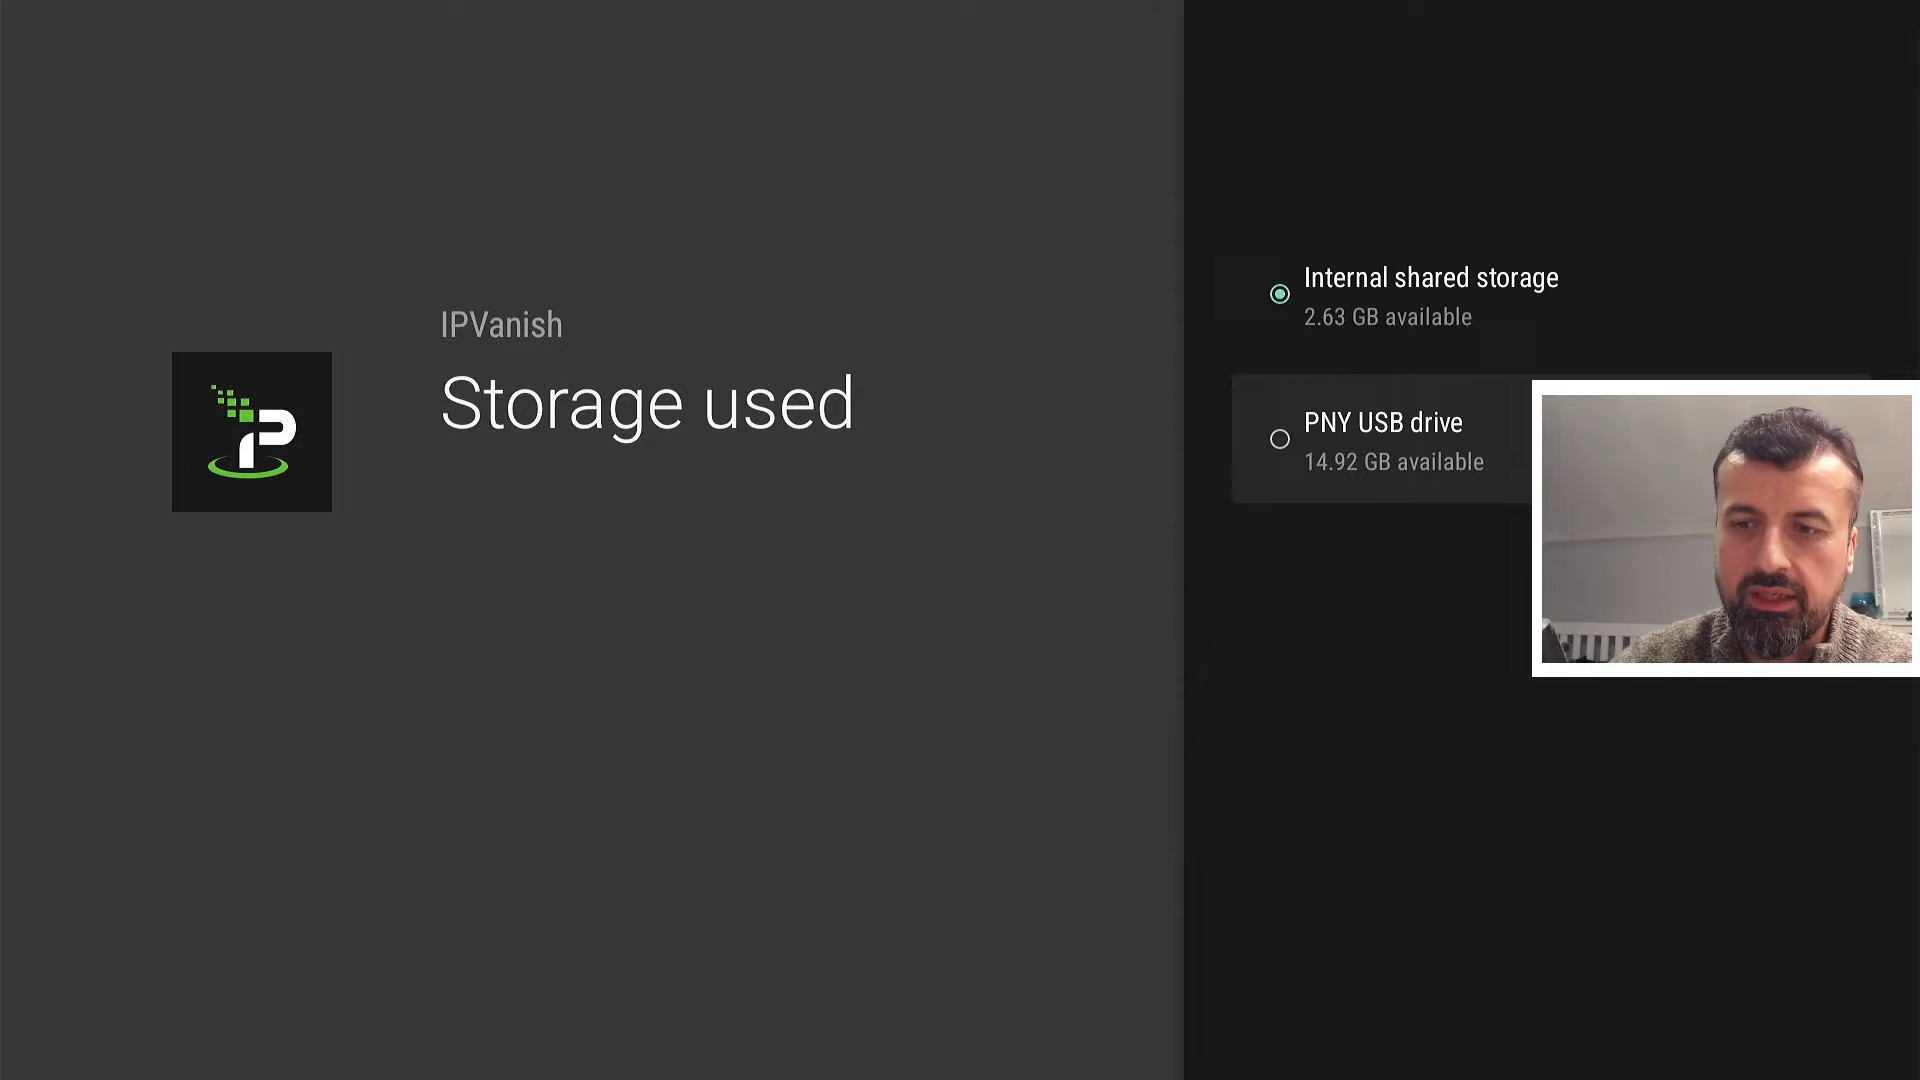 IPVanish
Storage used
Internal shared storage
2.63 GB available
PNY USB drive
14.92 GB available